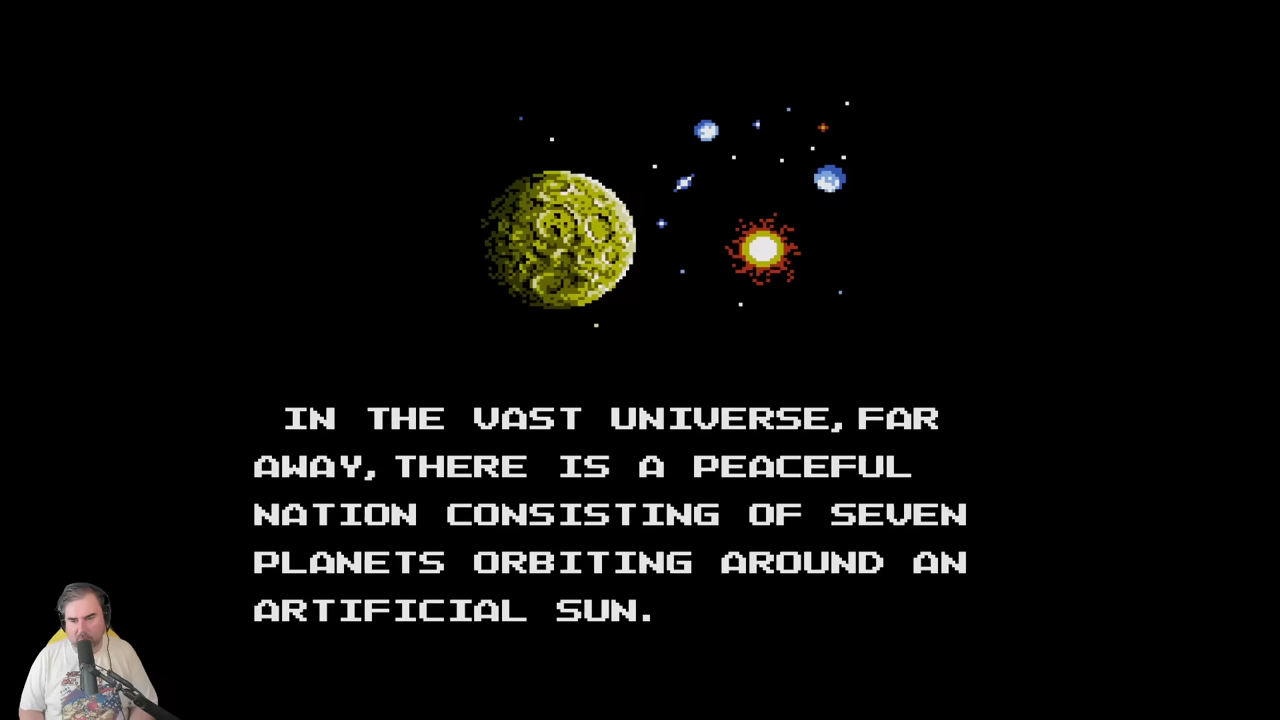 IN THE VAST UNIVERSE, FAR
AWAY, THERE IS A PEACEFUL
NATION CONSISTING OF SEVEN
PLANETS ORBITING AROUND AN
ARTIFICIAL SUN.